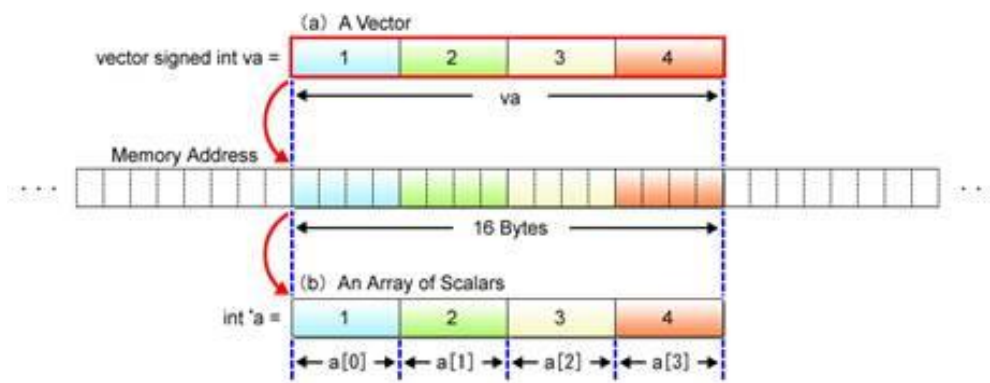 (a) A Vector
vector signed int va = 1 2 3 4
va
Memory Address
... ..
16 Bytes
(b) An Array of Scalars
int *a = 1 2 3 4
a[0] a[1] a[2] a[3]